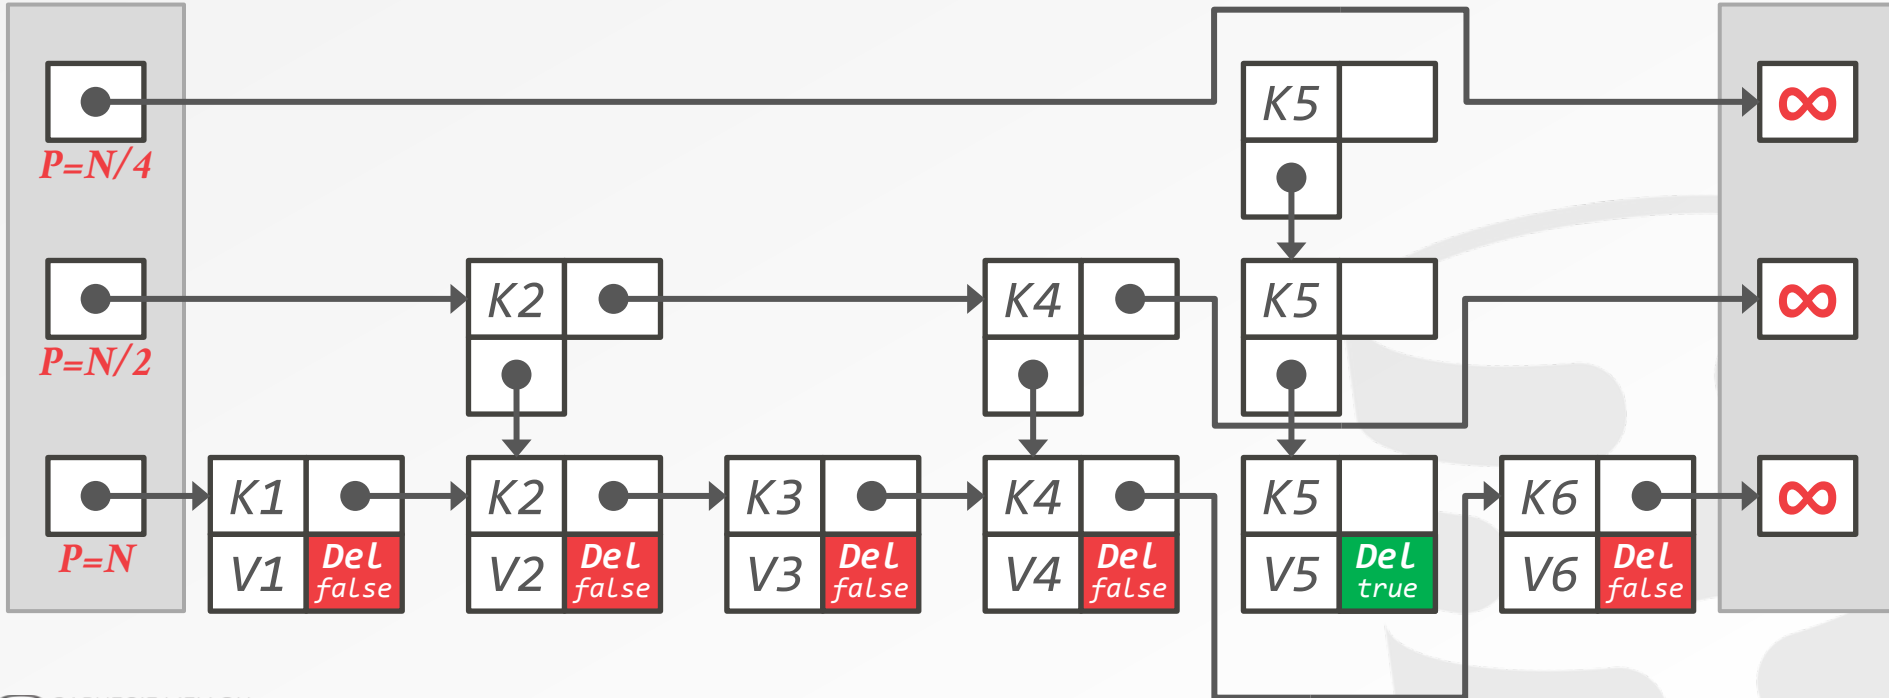 K5
∞
P=N/4
K2 K4 K5
∞
P=N/2
K1 K2 K3 K4 K5 K6
∞
P=N
V1 Del false V2 Del false V3 Del false V4 Del false V5 Del true V6 Del false